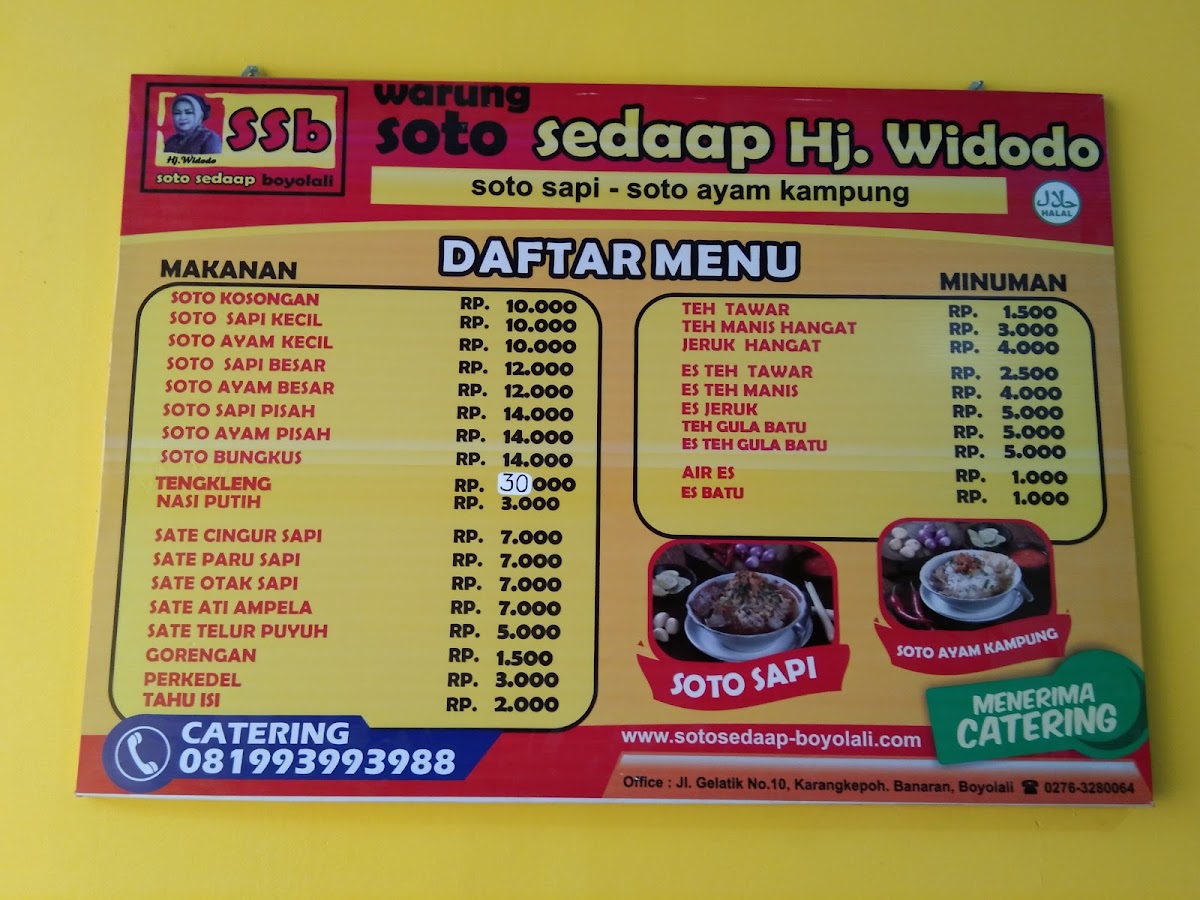 SSb
Hj. Widodo
soto sedaap boyolali
warung
soto sedaap Hj. Widodo
soto sapi - soto ayam kampung
حلال
HALAL
DAFTAR MENU
MAKANAN
SOTO KOSONGAN RP. 10.000
SOTO SAPI KECIL RP. 10.000
SOTO AYAM KECIL RP. 10.000
SOTO SAPI BESAR RP. 12.000
SOTO AYAM BESAR RP. 12.000
SOTO SAPI PISAH RP. 14.000
SOTO AYAM PISAH RP. 14.000
SOTO BUNGKUS RP. 14.000
TENGKLENG RP. 30 000
NASI PUTIH RP. 3.000
SATE CINGUR SAPI RP. 7.000
SATE PARU SAPI RP. 7.000
SATE OTAK SAPI RP. 7.000
SATE ATI AMPELA RP. 7.000
SATE TELUR PUYUH RP. 5.000
GORENGAN RP. 1.500
PERKEDEL RP. 3.000
TAHU ISI RP. 2.000
MINUMAN
TEH TAWAR RP. 1.500
TEH MANIS HANGAT RP. 3.000
JERUK HANGAT RP. 4.000
ES TEH TAWAR RP. 2.500
ES TEH MANIS RP. 4.000
ES JERUK RP. 5.000
TEH GULA BATU RP. 5.000
ES TEH GULA BATU RP. 5.000
AIR ES RP. 1.000
ES BATU RP. 1.000
SOTO SAPI
SOTO AYAM KAMPUNG
MENERIMA
CATERING
CATERING
081993993988
www.sotosedaap-boyolali.com
Office : Jl. Gelatik No.10, Karangkepoh. Banaran, Boyolali ☎ 0276-3280064